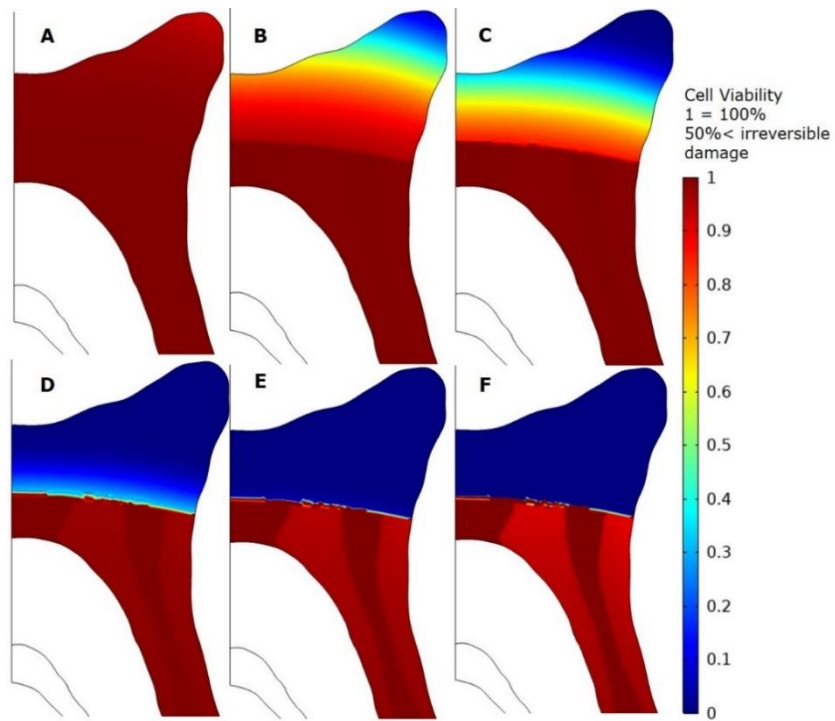 A
B
C
Cell Viability
1 = 100%
50%< irreversible
damage
1
0.9
0.8
0.7
0.6
0.5
0.4
0.3
0.2
0.1
0
D
E
F